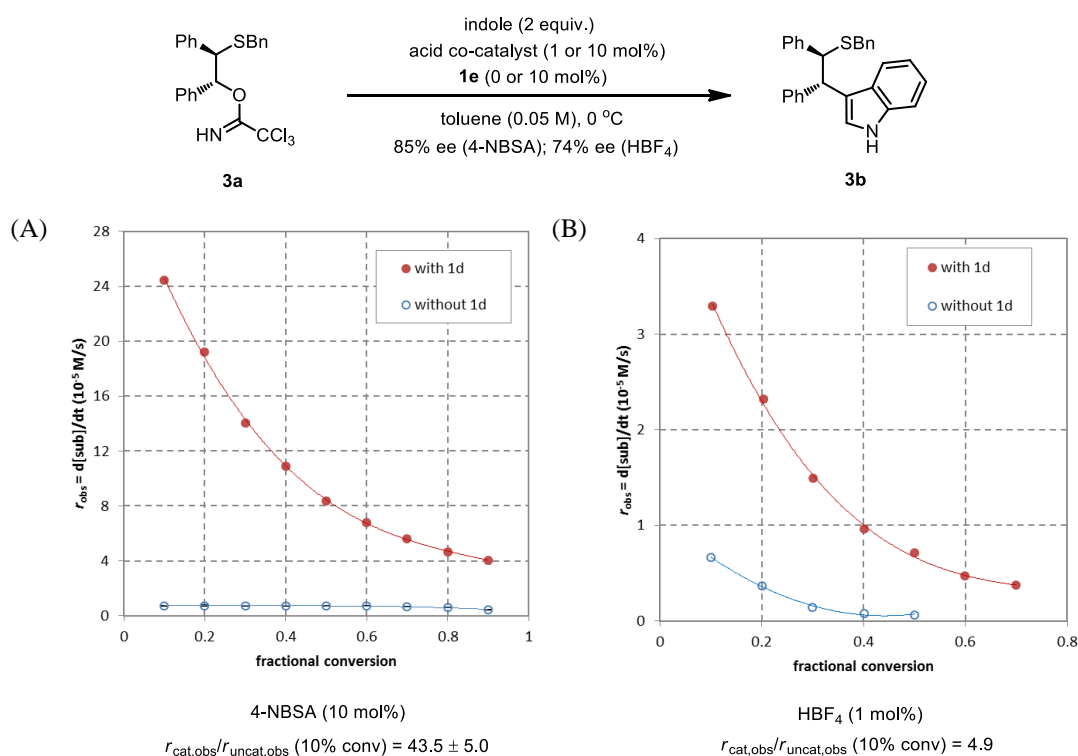 indole (2 equiv.)
acid co-catalyst (1 or 10 mol%)
1e (0 or 10 mol%)
toluene (0.05 M), 0 °C
85% ee (4-NBSA); 74% ee (HBF4)
Ph SBn
Ph O
HN CCl3
3a
Ph SBn
Ph
N
H
3b
(A)
28
24
20
16
12
8
4
0
robs = d[sub]/dt (10-5 M/s)
with 1d
without 1d
0 0.2 0.4 0.6 0.8 1
fractional conversion
4-NBSA (10 mol%)
rcat,obs/runcat,obs (10% conv) = 43.5 ± 5.0
(B)
4
3
2
1
0
robs = d[sub]/dt (10-5 M/s)
with 1d
without 1d
0 0.2 0.4 0.6 0.8
fractional conversion
HBF4 (1 mol%)
rcat,obs/runcat,obs (10% conv) = 4.9